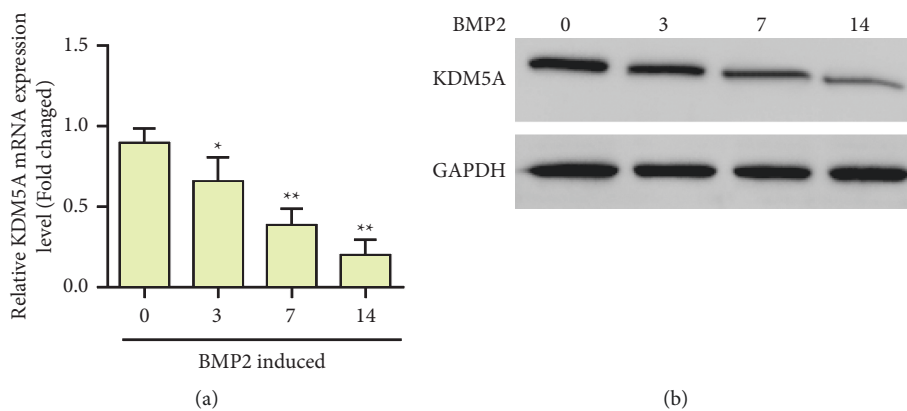 Relative KDM5A mRNA expression
level (Fold changed)
1.5
1.0
0.5
0.0
*
**
**
0 3 7 14
BMP2 induced
(a)
BMP2 0 3 7 14
KDM5A
GAPDH
(b)